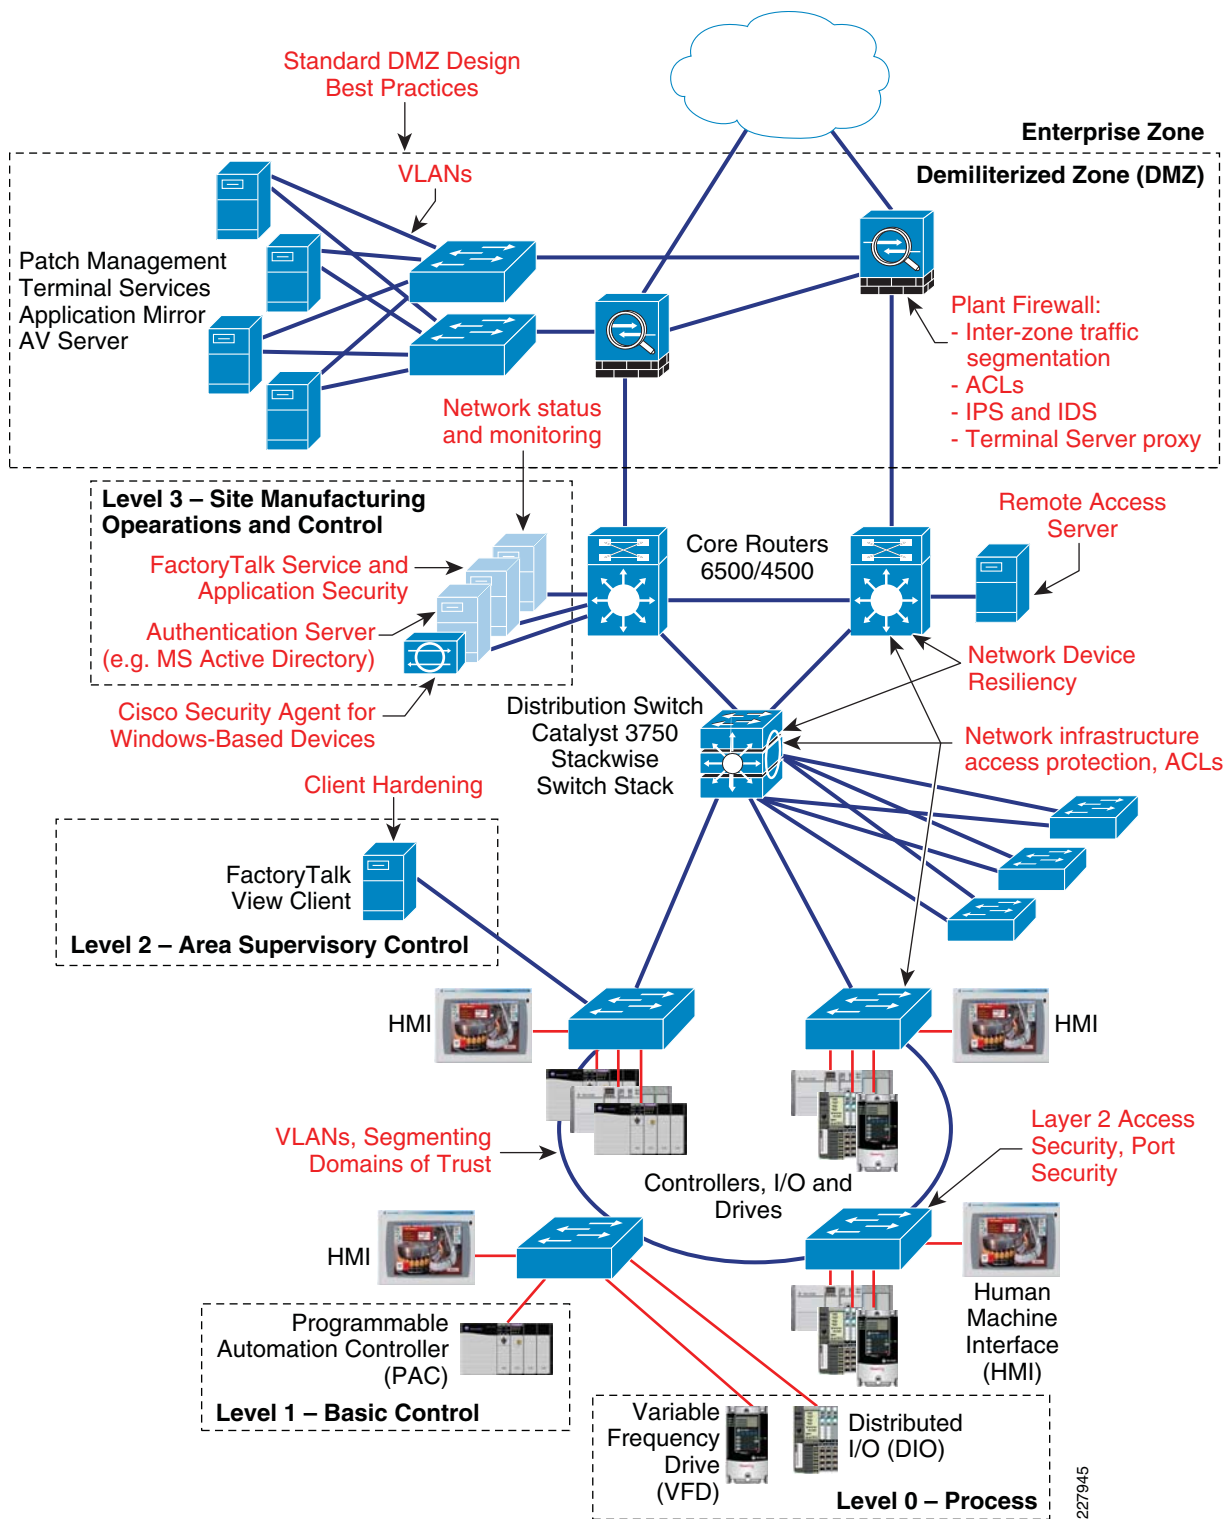 Standard DMZ Design
Best Practices
Enterprise Zone
VLANs
Demiliterized Zone (DMZ)
Patch Management
Terminal Services
Application Mirror
AV Server
Plant Firewall:
- Inter-zone traffic
segmentation
- ACLs
- IPS and IDS
- Terminal Server proxy
Network status
and monitoring
Level 3 – Site Manufacturing
Opearations and Control
Remote Access
Server
Core Routers
6500/4500
FactoryTalk Service and
Application Security
Authentication Server
(e.g. MS Active Directory)
Network Device
Resiliency
Cisco Security Agent for
Windows-Based Devices
Distribution Switch
Catalyst 3750
Stackwise
Switch Stack
Network infrastructure
access protection, ACLs
Client Hardening
FactoryTalk
View Client
Level 2 – Area Supervisory Control
HMI
HMI
VLANs, Segmenting
Domains of Trust
Layer 2 Access
Security, Port
Security
Controllers, I/O and
Drives
HMI
Human
Machine
Interface
(HMI)
Programmable
Automation Controller
(PAC)
Level 1 – Basic Control
Variable
Frequency
Drive
(VFD)
Distributed
I/O (DIO)
Level 0 – Process
227945